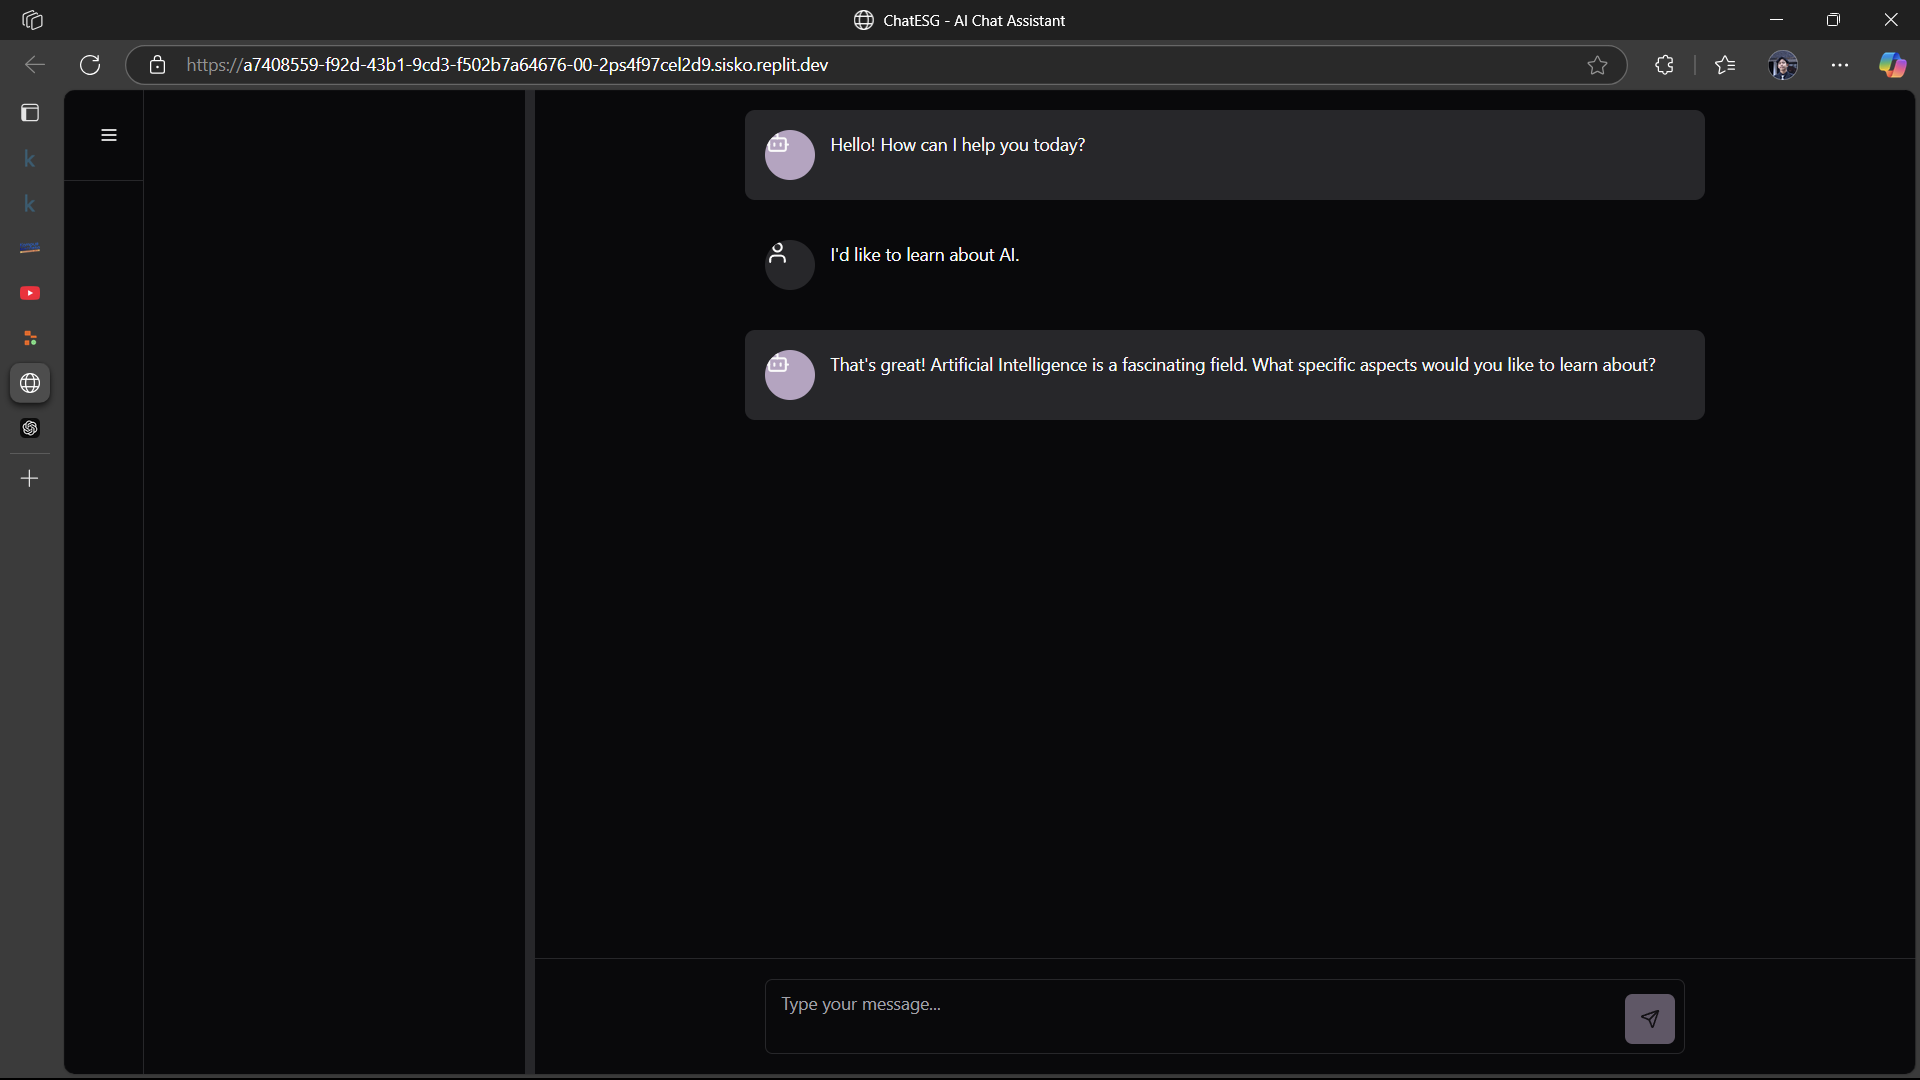 ChatESG - AI Chat Assistant
https://a7408559-f92d-43b1-9cd3-f502b7a64676-00-2ps4f97cel2d9.sisko.replit.dev
k
k
Hello! How can I help you today?
I'd like to learn about AI.
That's great! Artificial Intelligence is a fascinating field. What specific aspects would you like to learn about?
Type your message...